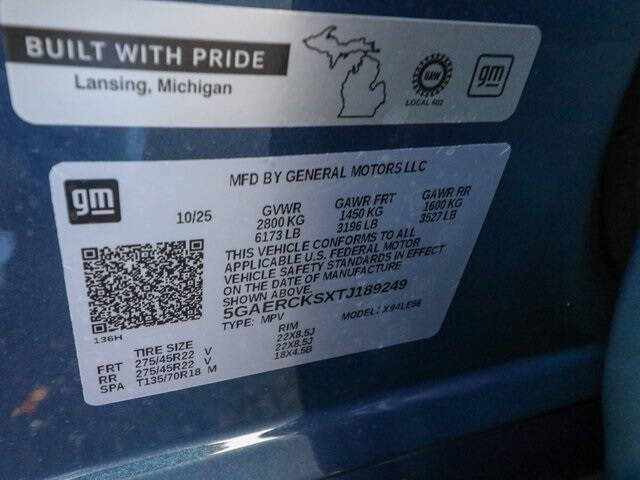 BUILT WITH PRIDE
Lansing, Michigan
UAW
LOCAL 602
gm
gm
MFD BY GENERAL MOTORS LLC
10/25 GVWR GAWR FRT GAWR RR
2800 KG 1450 KG 1600 KG
6173 LB 3196 LB 3527 LB
THIS VEHICLE CONFORMS TO ALL
APPLICABLE U.S. FEDERAL MOTOR
VEHICLE SAFETY STANDARDS IN EFFECT
ON THE DATE OF MANUFACTURE SHOWN ABOVE.
5GAERCKSXTJ189249
TYPE: MPV MODEL: X94LE56
136H
TIRE SIZE RIM
FRT 275/45R22 V 22X8.5J
RR 275/45R22 V 22X8.5J
SPA T135/70R18 M 18X4.5B